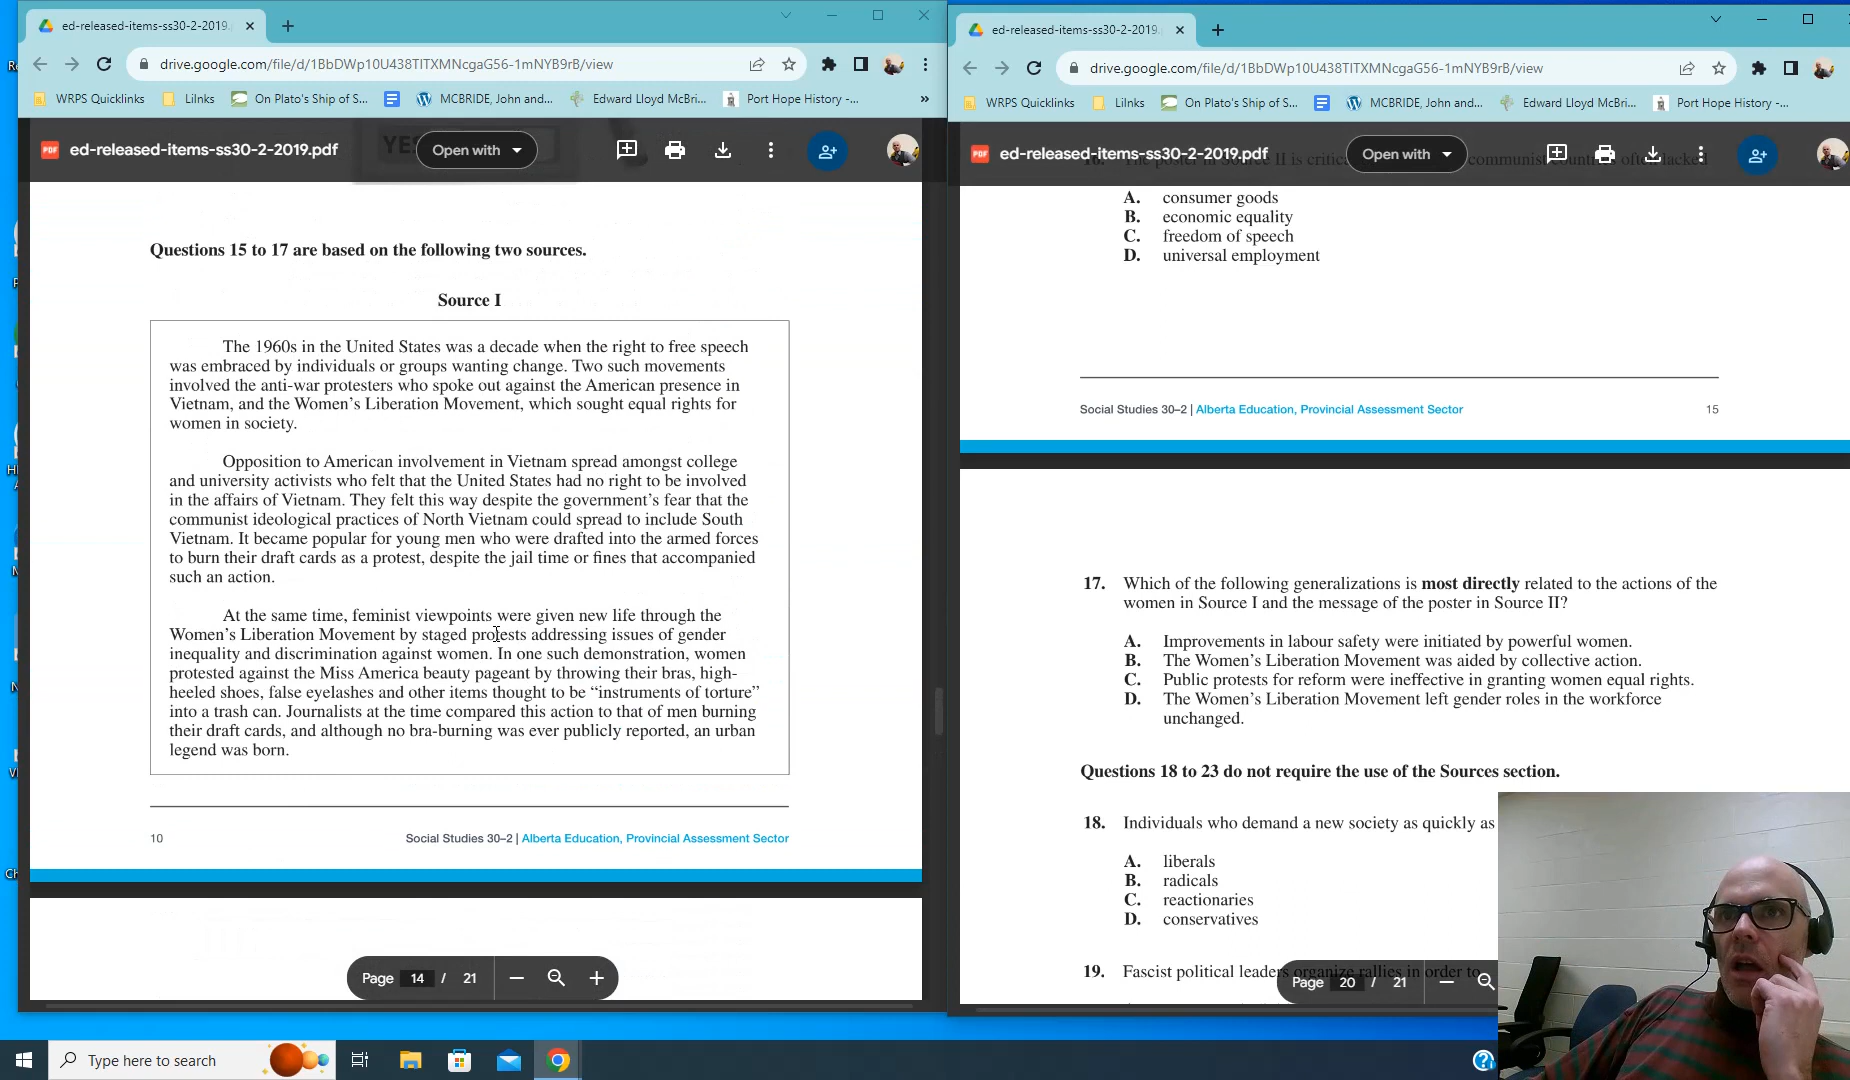 ed-released-items-ss30-2-2019.
drive.google.com/file/d/1BbDWp10U438TlTXMNcgaG56-1mNYB9rB/view
WRPS Quicklinks
Lilnks
On Plato's Ship of S...
MCBRIDE, John and...
Edward Lloyd McBri...
Port Hope History -...
»
PDF
ed-released-items-ss30-2-2019.pdf
YES
Open with
Questions 15 to 17 are based on the following two sources.
Source I
The 1960s in the United States was a decade when the right to free speech
was embraced by individuals or groups wanting change. Two such movements
involved the anti-war protesters who spoke out against the American presence in
Vietnam, and the Women's Liberation Movement, which sought equal rights for
women in society.
Opposition to American involvement in Vietnam spread amongst college
and university activists who felt that the United States had no right to be involved
in the affairs of Vietnam. They felt this way despite the government's fear that the
communist ideological practices of North Vietnam could spread to include South
Vietnam. It became popular for young men who were drafted into the armed forces
to burn their draft cards as a protest, despite the jail time or fines that accompanied
such an action.
At the same time, feminist viewpoints were given new life through the
Women's Liberation Movement by staged protests addressing issues of gender
inequality and discrimination against women. In one such demonstration, women
protested against the Miss America beauty pageant by throwing their bras, high-
heeled shoes, false eyelashes and other items thought to be “instruments of torture”
into a trash can. Journalists at the time compared this action to that of men burning
their draft cards, and although no bra-burning was ever publicly reported, an urban
legend was born.
10
Social Studies 30–2 | Alberta Education, Provincial Assessment Sector
Page 14 / 21
ed-released-items-ss30-2-2019.
drive.google.com/file/d/1BbDWp10U438TlTXMNcgaG56-1mNYB9rB/view
WRPS Quicklinks
Lilnks
On Plato's Ship of S...
MCBRIDE, John and...
Edward Lloyd McBri...
Port Hope History -...
PDF
ed-released-items-ss30-2-2019.pdf
Open with
A. consumer goods
B. economic equality
C. freedom of speech
D. universal employment
Social Studies 30–2 | Alberta Education, Provincial Assessment Sector
15
17. Which of the following generalizations is most directly related to the actions of the
women in Source I and the message of the poster in Source II?
A. Improvements in labour safety were initiated by powerful women.
B. The Women's Liberation Movement was aided by collective action.
C. Public protests for reform were ineffective in granting women equal rights.
D. The Women's Liberation Movement left gender roles in the workforce
unchanged.
Questions 18 to 23 do not require the use of the Sources section.
18. Individuals who demand a new society as quickly as
A. liberals
B. radicals
C. reactionaries
D. conservatives
19. Fascist political leaders organize rallies in order to
Page 20 / 21
Type here to search